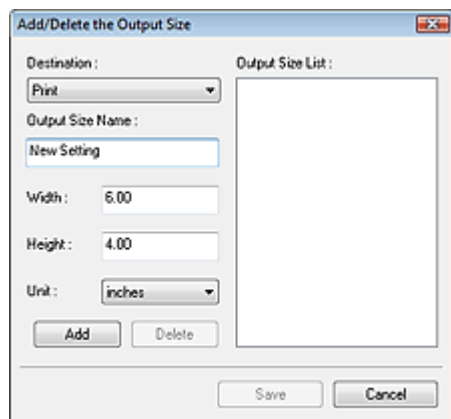 Add/Delete the Output Size
Destination :
Print
Output Size Name :
New Setting
Width : 6.00
Height : 4.00
Unit : inches
Add Delete
Output Size List :
Save Cancel